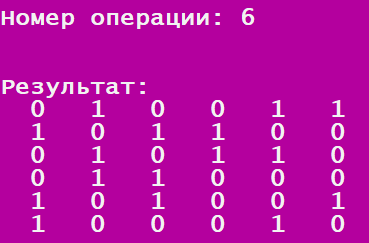 Номер операции: 6
Результат:
0 1 0 0 1 1
1 0 1 1 0 0
0 1 0 1 1 0
0 1 1 0 0 0
1 0 1 0 0 1
1 0 0 0 1 0